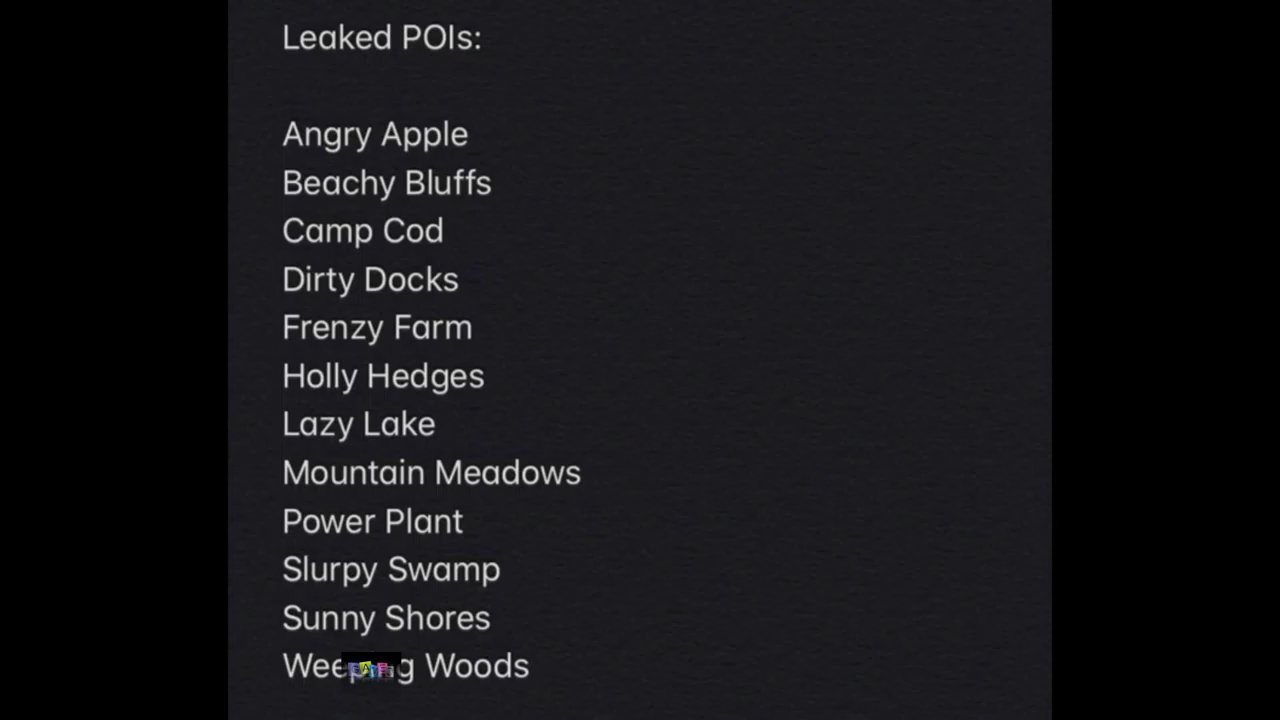 Leaked POIs:
Angry Apple
Beachy Bluffs
Camp Cod
Dirty Docks
Frenzy Farm
Holly Hedges
Lazy Lake
Mountain Meadows
Power Plant
Slurpy Swamp
Sunny Shores
Weeping Woods